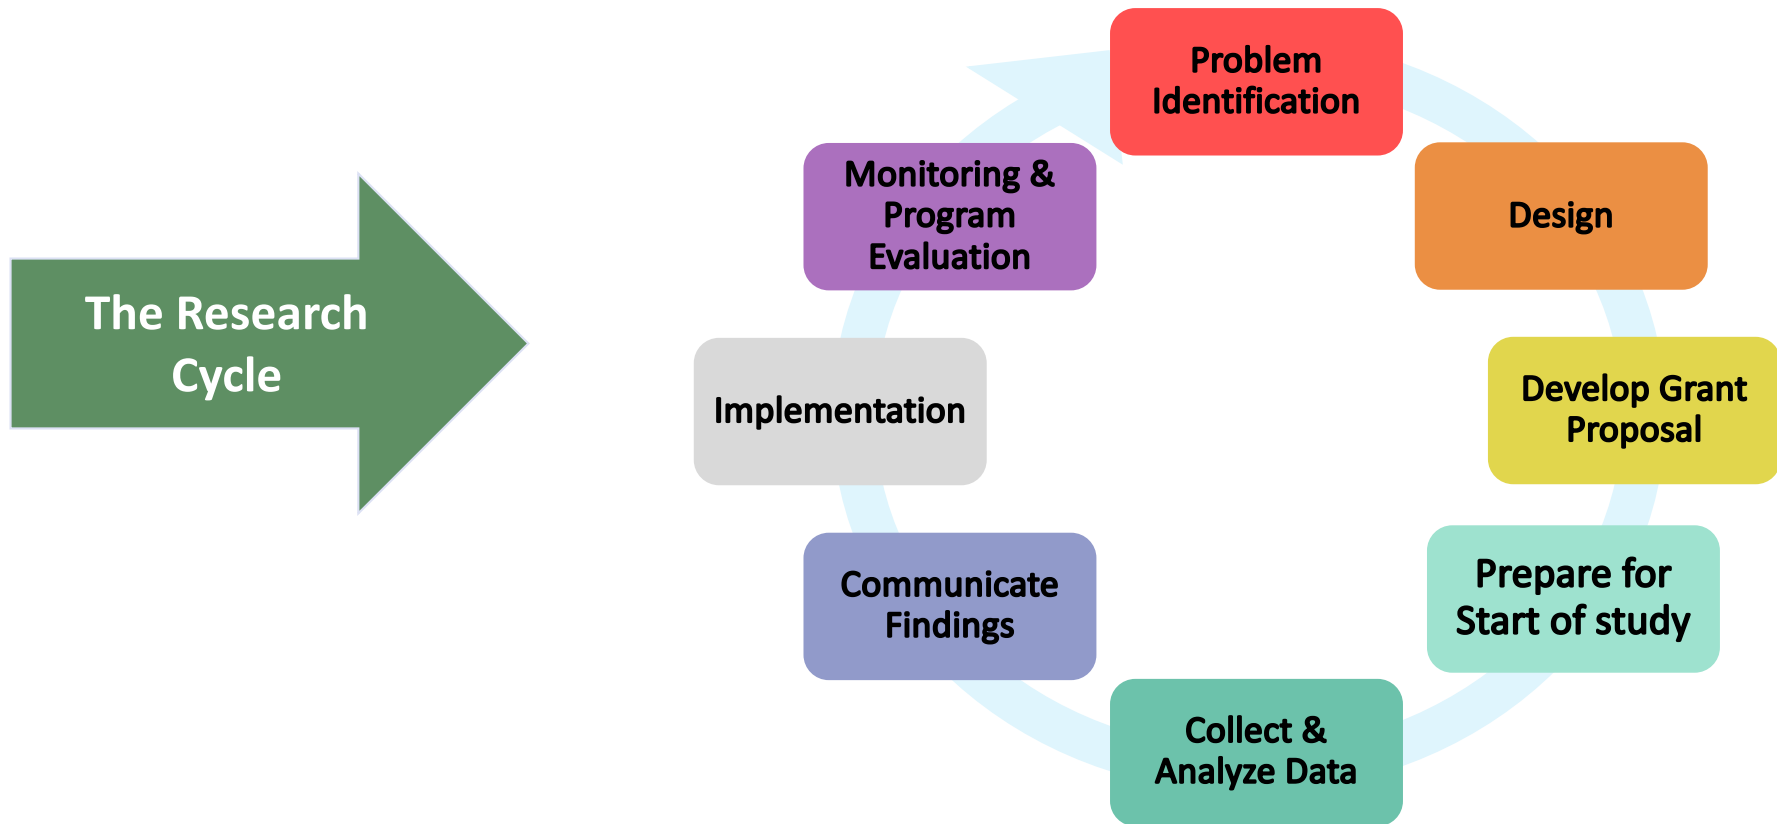 The Research
Cycle
Problem
Identification
Design
Develop Grant
Proposal
Prepare for
Start of study
Collect &
Analyze Data
Communicate
Findings
Implementation
Monitoring &
Program
Evaluation